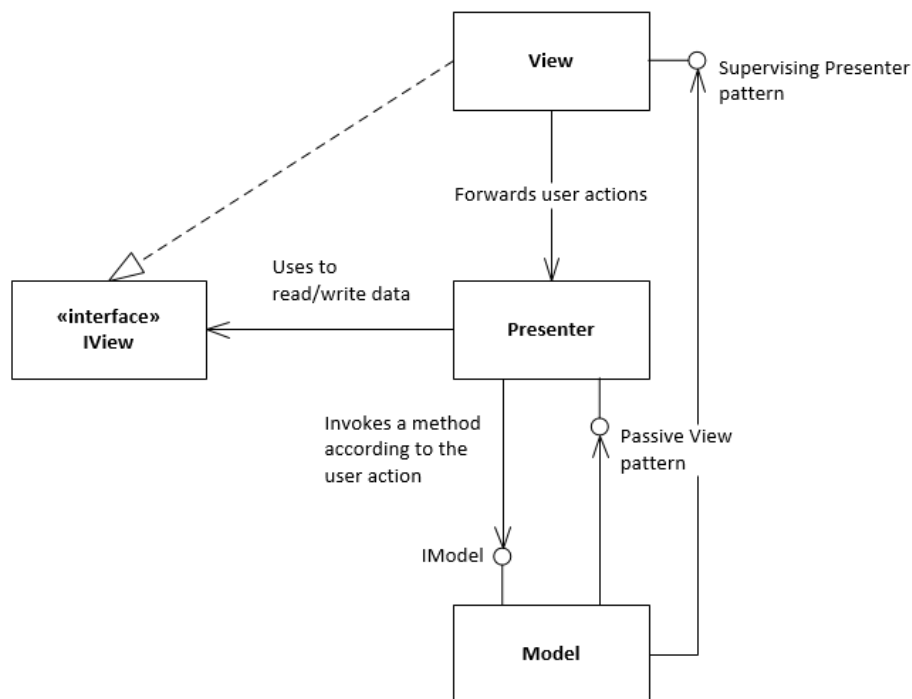 View
Supervising Presenter
pattern
Forwards user actions
Uses to
read/write data
«interface»
IView
Presenter
Invokes a method
according to the
user action
Passive View
pattern
IModel
Model